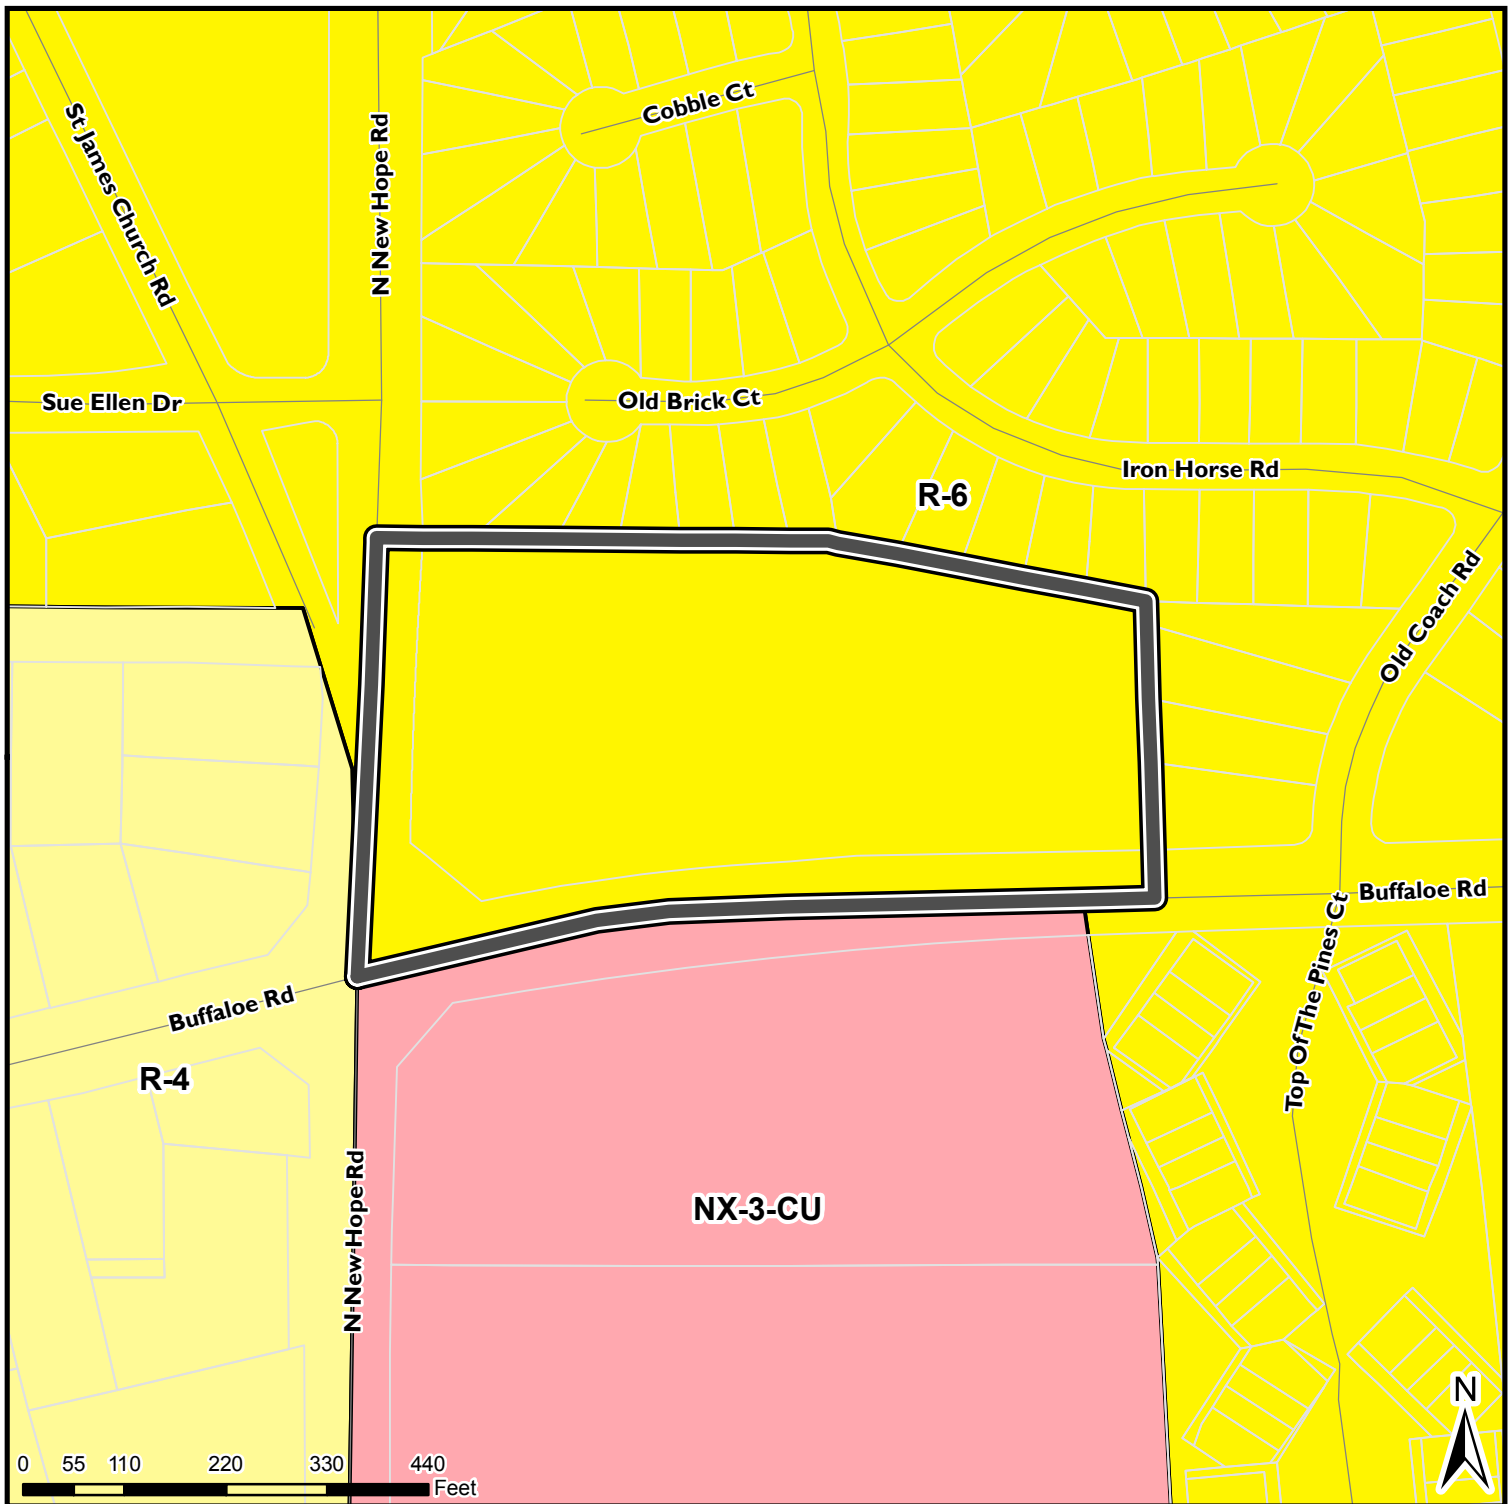 Cobble Ct
St James Church Rd
N New Hope Rd
Sue Ellen Dr
Old Brick Ct
Iron Horse Rd
R-6
Old Coach Rd
Buffaloe Rd
Top Of The Pines Ct
Buffaloe Rd
R-4
NX-3-CU
N New Hope Rd
N
0 55 110 220 330 440
Feet